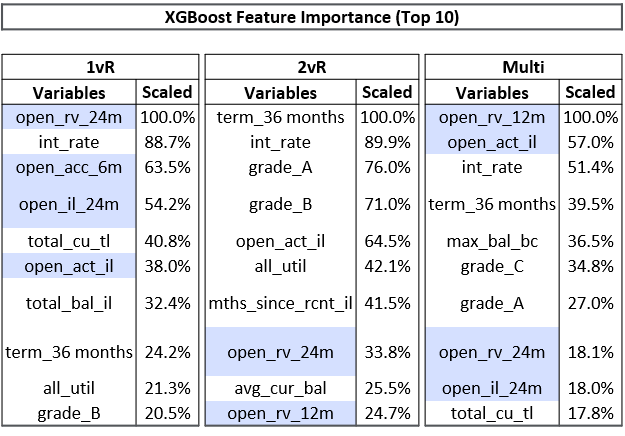 XGBoost Feature Importance (Top 10)
1vR 2vR Multi
Variables Scaled Variables Scaled Variables Scaled
open_rv_24m 100.0% term_36 months 100.0% open_rv_12m 100.0%
int_rate 88.7% int_rate 89.9% open_act_il 57.0%
open_acc_6m 63.5% grade_A 76.0% int_rate 51.4%
open_il_24m 54.2% grade_B 71.0% term_36 months 39.5%
total_cu_tl 40.8% open_act_il 64.5% max_bal_bc 36.5%
open_act_il 38.0% all_util 42.1% grade_C 34.8%
total_bal_il 32.4% mths_since_rcnt_il 41.5% grade_A 27.0%
term_36 months 24.2% open_rv_24m 33.8% open_rv_24m 18.1%
all_util 21.3% avg_cur_bal 25.5% open_il_24m 18.0%
grade_B 20.5% open_rv_12m 24.7% total_cu_tl 17.8%